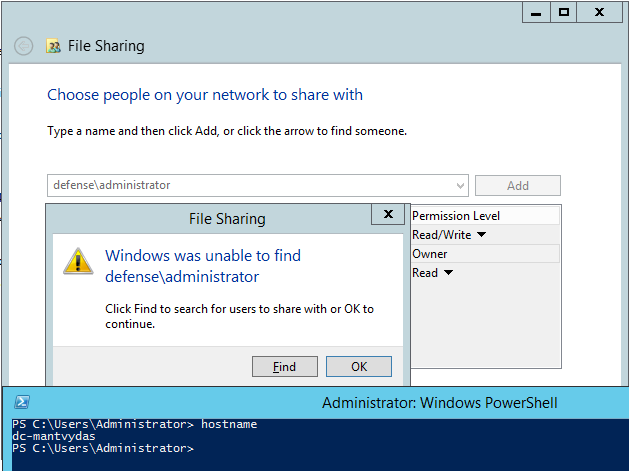 File Sharing
Choose people on your network to share with
Type a name and then click Add, or click the arrow to find someone.
defense\administrator
Add
File Sharing
Windows was unable to find
defense\administrator
Click Find to search for users to share with or OK to
continue.
Find
OK
Permission Level
Read/Write
Owner
Read
Administrator: Windows PowerShell
PS C:\Users\Administrator> hostname
dc-mantvydas
PS C:\Users\Administrator>